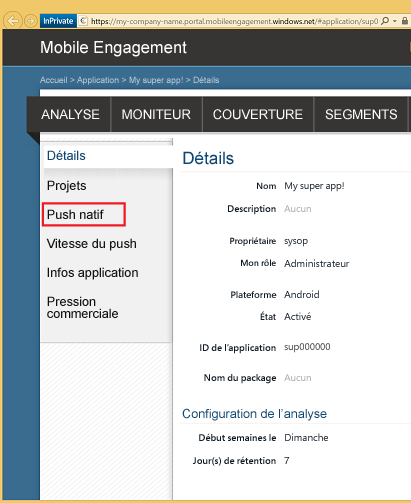 InPrivate https://my-company-name.portal.mobileengagement.windows.net/#application/sup0
Mobile Engagement
Accueil > Application > My super app! > Détails
ANALYSE MONITEUR COUVERTURE SEGMENTS
Détails
Projets
Push natif
Vitesse du push
Infos application
Pression
commerciale
Détails
Nom My super app!
Description Aucun
Propriétaire sysop
Mon rôle Administrateur
Plateforme Android
État Activé
ID de l'application sup000000
Nom du package Aucun
Configuration de l'analyse
Début semaines le Dimanche
Jour(s) de rétention 7